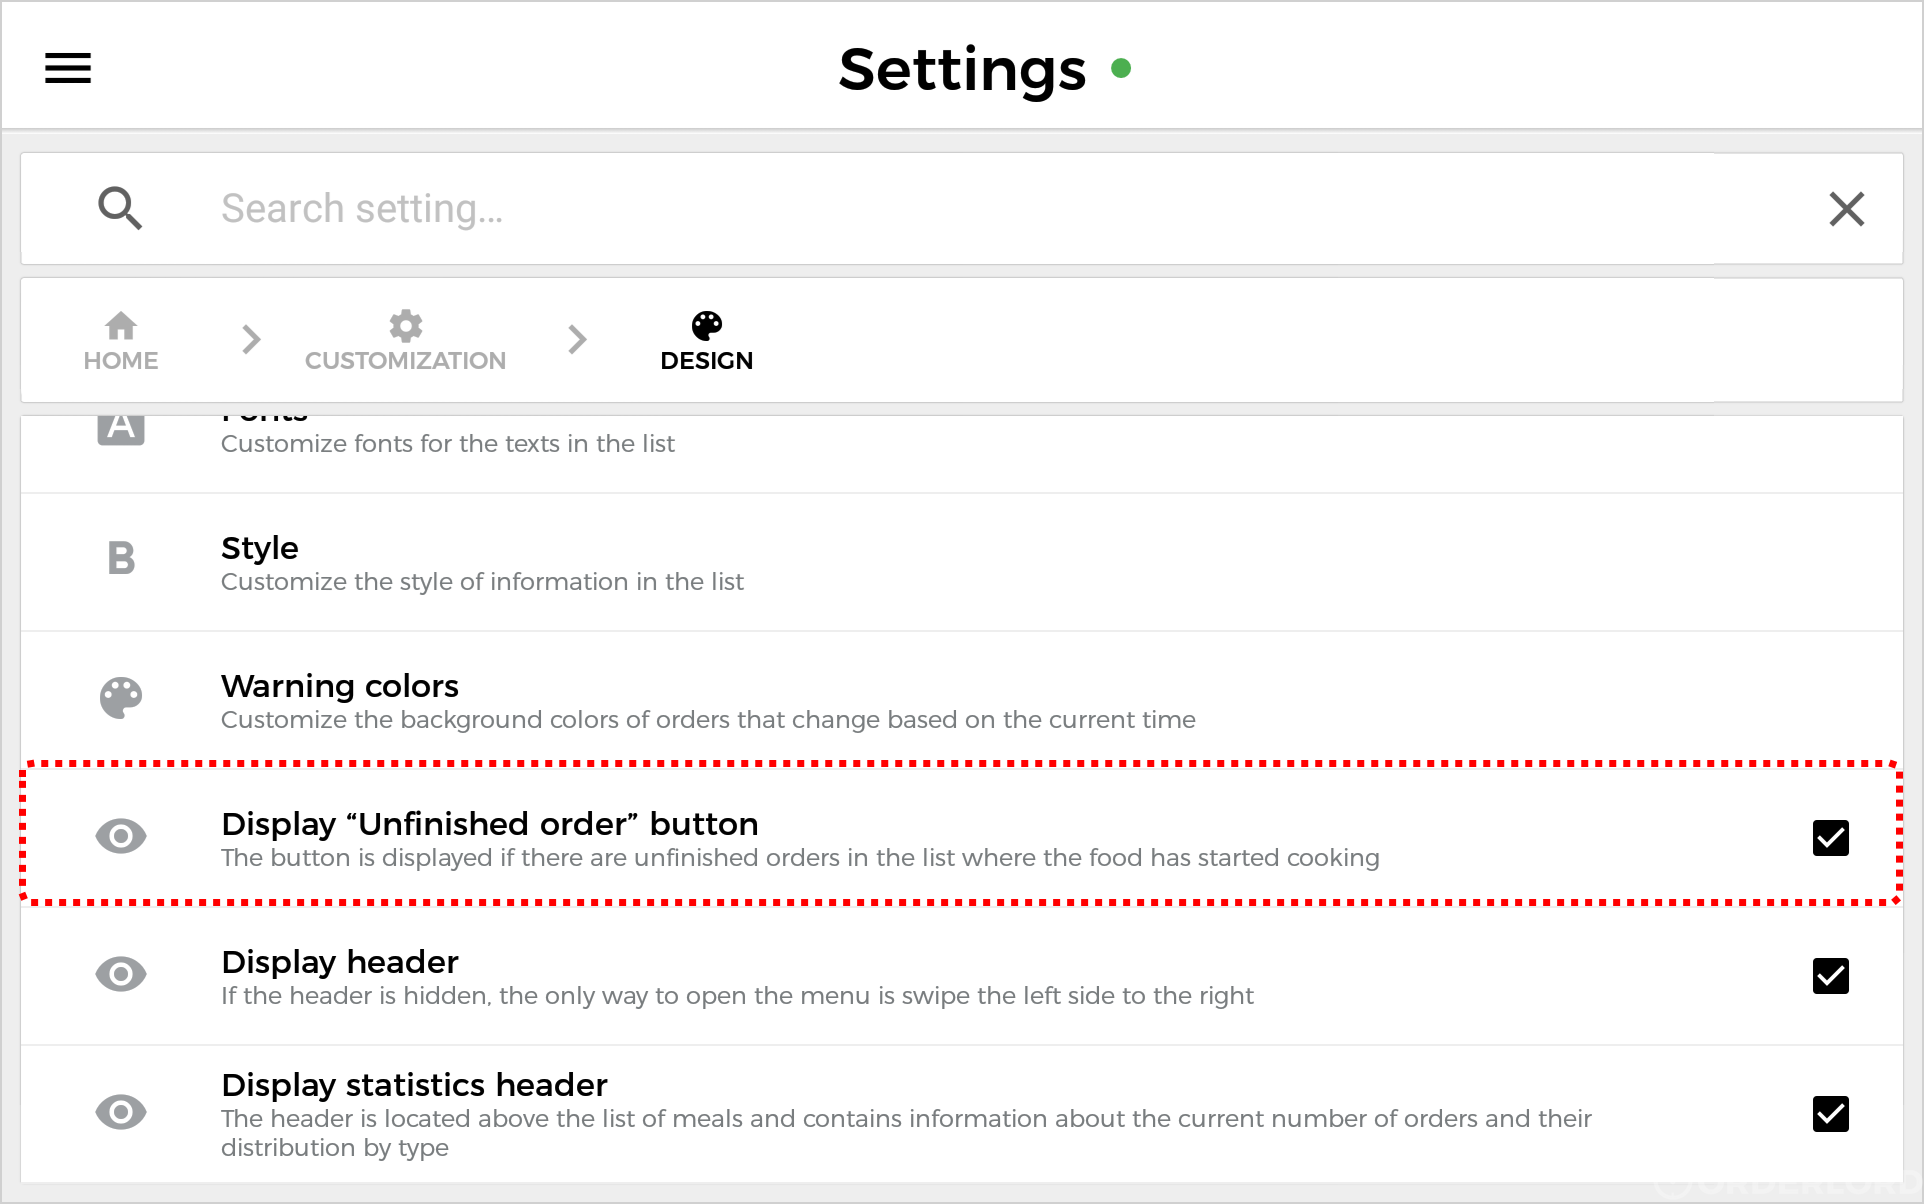 Settings
Search setting...
HOME
CUSTOMIZATION
DESIGN
Fonts
Customize fonts for the texts in the list
B
Style
Customize the style of information in the list
Warning colors
Customize the background colors of orders that change based on the current time
Display “Unfinished order” button
The button is displayed if there are unfinished orders in the list where the food has started cooking
Display header
If the header is hidden, the only way to open the menu is swipe the left side to the right
Display statistics header
The header is located above the list of meals and contains information about the current number of orders and their
distribution by type
ORDERLORD